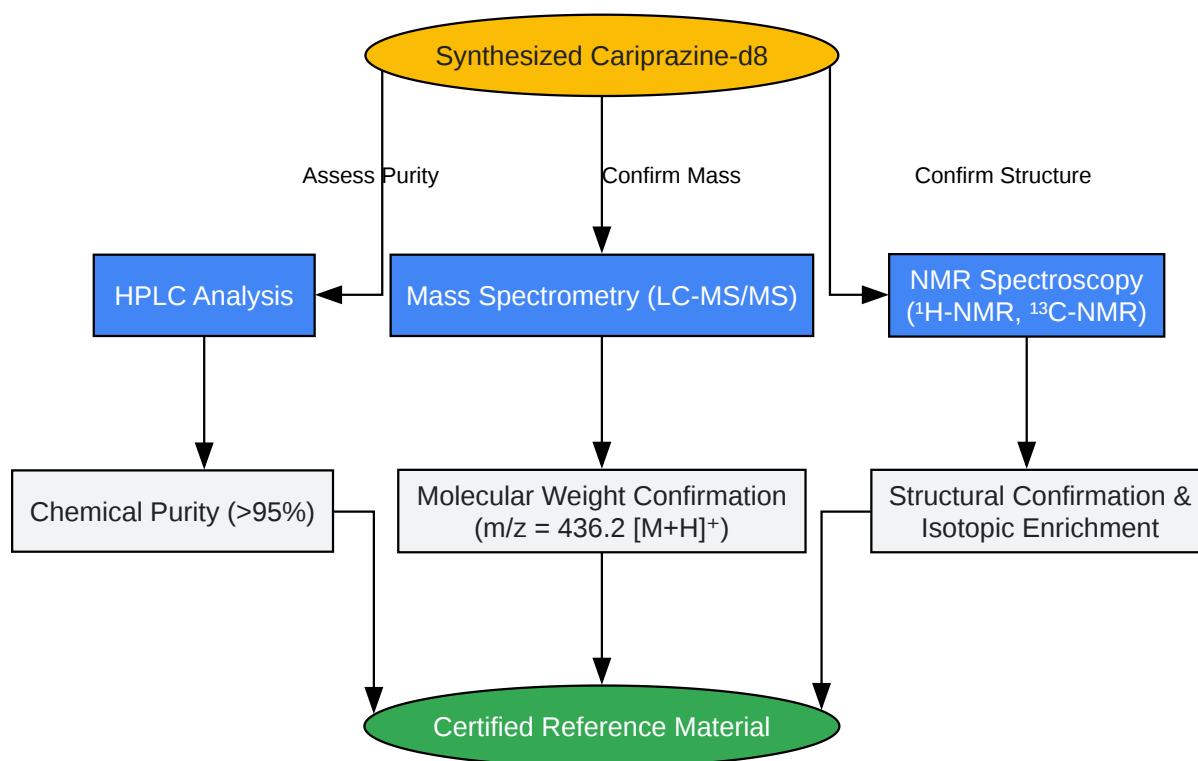 Synthesized Cariprazine-d8
Assess Purity
Confirm Mass
Confirm Structure
HPLC Analysis
Mass Spectrometry (LC-MS/MS)
NMR Spectroscopy
(¹H-NMR, ¹³C-NMR)
Chemical Purity (>95%)
Molecular Weight Confirmation
(m/z = 436.2 [M+H]⁺)
Structural Confirmation &
Isotopic Enrichment
Certified Reference Material